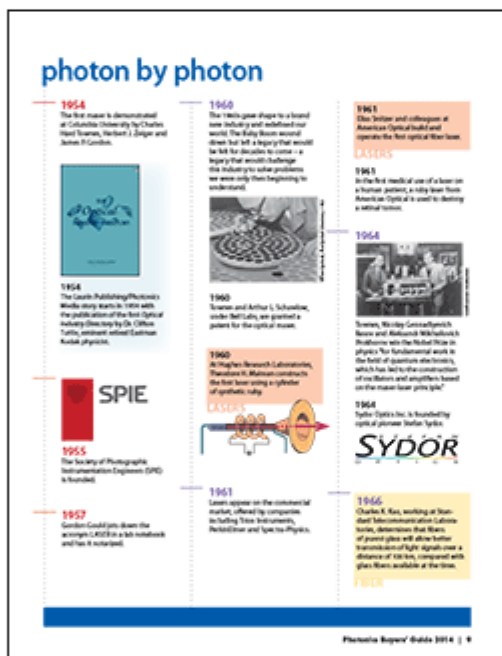 photon by photon
1954
The first maser is demonstrated
at Columbia University by Charles
Hard Townes, Herbert J. Zeiger and
James P. Gordon.
1954
The Laurin Publishing/Photonics
Media story starts in 1954 with
the publication of the first Optical
Industry Directory by Dr. Clifton
Tuttle, eminent retired Eastman
Kodak physicist.
SPIE
1955
The Society of Photographic
Instrumentation Engineers (SPIE)
is founded.
1957
Gordon Gould jots down the
acronym LASER in a lab notebook
and has it notarized.
1960
The 1960s gave shape to a brand
new industry and redefined our
world. The Baby Boom wound
down but left a legacy that would
be felt for decades to come – a
legacy that would challenge
this industry to solve problems
we were only then beginning to
understand.
1960
Townes and Arthur L. Schawlow,
under Bell Labs, are granted a
patent for the optical maser.
1960
At Hughes Research Laboratories,
Theodore H. Maiman constructs
the first laser using a cylinder
of synthetic ruby.
LASERS
1961
Lasers appear on the commercial
market, offered by companies
including Trion Instruments,
PerkinElmer and Spectra-Physics.
1961
Elias Snitzer and colleagues at
American Optical build and
operate the first optical fiber laser.
LASERS
1961
In the first medical use of a laser on
a human patient, a ruby laser from
American Optical is used to destroy
a retinal tumor.
1964
Townes, Nicolay Gennadiyevich
Basov and Aleksandr Mikhailovich
Prokhorov win the Nobel Prize in
physics "for fundamental work in
the field of quantum electronics,
which has led to the construction
of oscillators and amplifiers based
on the maser-laser principle."
1964
Sydor Optics Inc. is founded by
optical pioneer Stefan Sydor.
SYDOR
OPTICS
1966
Charles K. Kao, working at Stan-
dard Telecommunication Labora-
tories, determines that fibers
of purest glass will allow better
transmission of light signals over a
distance of 100 km, compared with
glass fibers available at the time.
FIBER
Photonics Buyers' Guide 2014 | 9